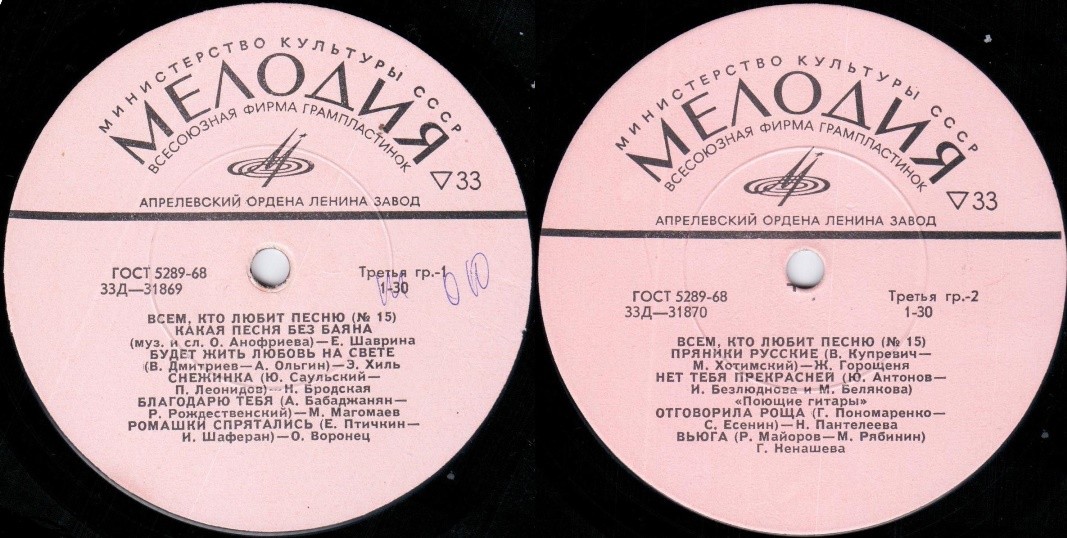 МИНИСТЕРСТВО КУЛЬТУРЫ СССР
МЕЛОДИЯ
ВСЕСОЮЗНАЯ ФИРМА ГРАМПЛАСТИНОК
▽33
АПРЕЛЕВСКИЙ ОРДЕНА ЛЕНИНА ЗАВОД
ГОСТ 5289-68
Третья гр.-1
33Д—31869
1-30
ВСЕМ, КТО ЛЮБИТ ПЕСНЮ (№ 15)
КАКАЯ ПЕСНЯ БЕЗ БАЯНА
(муз. и сл. О. Анофриева)—Е. Шаврина
БУДЕТ ЖИТЬ ЛЮБОВЬ НА СВЕТЕ
(В. Дмитриев—А. Ольгин)—Э. Хиль
СНЕЖИНКА (Ю. Саульский—
П. Леонидов)—Н. Бродская
БЛАГОДАРЮ ТЕБЯ (А. Бабаджанян—
Р. Рождественский)—М. Магомаев
РОМАШКИ СПРЯТАЛИСЬ (Е. Птичкин—
И. Шаферан)—О. Воронец
МИНИСТЕРСТВО КУЛЬТУРЫ СССР
МЕЛОДИЯ
ВСЕСОЮЗНАЯ ФИРМА ГРАМПЛАСТИНОК
▽33
АПРЕЛЕВСКИЙ ОРДЕНА ЛЕНИНА ЗАВОД
ГОСТ 5289-68
Третья гр.-2
33Д—31870
1-30
ВСЕМ, КТО ЛЮБИТ ПЕСНЮ (№ 15)
ПРЯНИКИ РУССКИЕ (В. Купревич—
М. Хотимский)—Ж. Горощеня
НЕТ ТЕБЯ ПРЕКРАСНЕЙ (Ю. Антонов—
И. Безлюднова и М. Белякова)
«Поющие гитары»
ОТГОВОРИЛА РОЩА (Г. Пономаренко—
С. Есенин)—Н. Пантелеева
ВЬЮГА (Р. Майоров—М. Рябинин)
Г. Ненашева